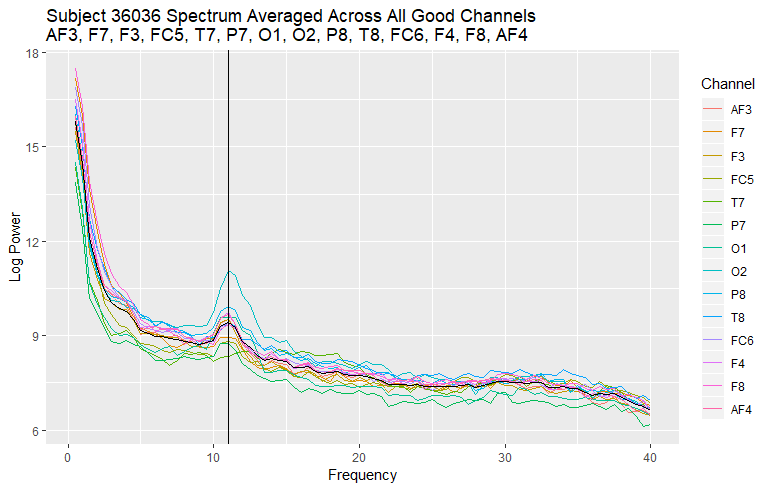 Subject 36036 Spectrum Averaged Across All Good Channels
AF3, F7, F3, FC5, T7, P7, O1, O2, P8, T8, FC6, F4, F8, AF4
18
15
12
9
6
Log Power
0
10
20
30
40
Frequency
Channel
AF3
F7
F3
FC5
T7
P7
O1
O2
P8
T8
FC6
F4
F8
AF4